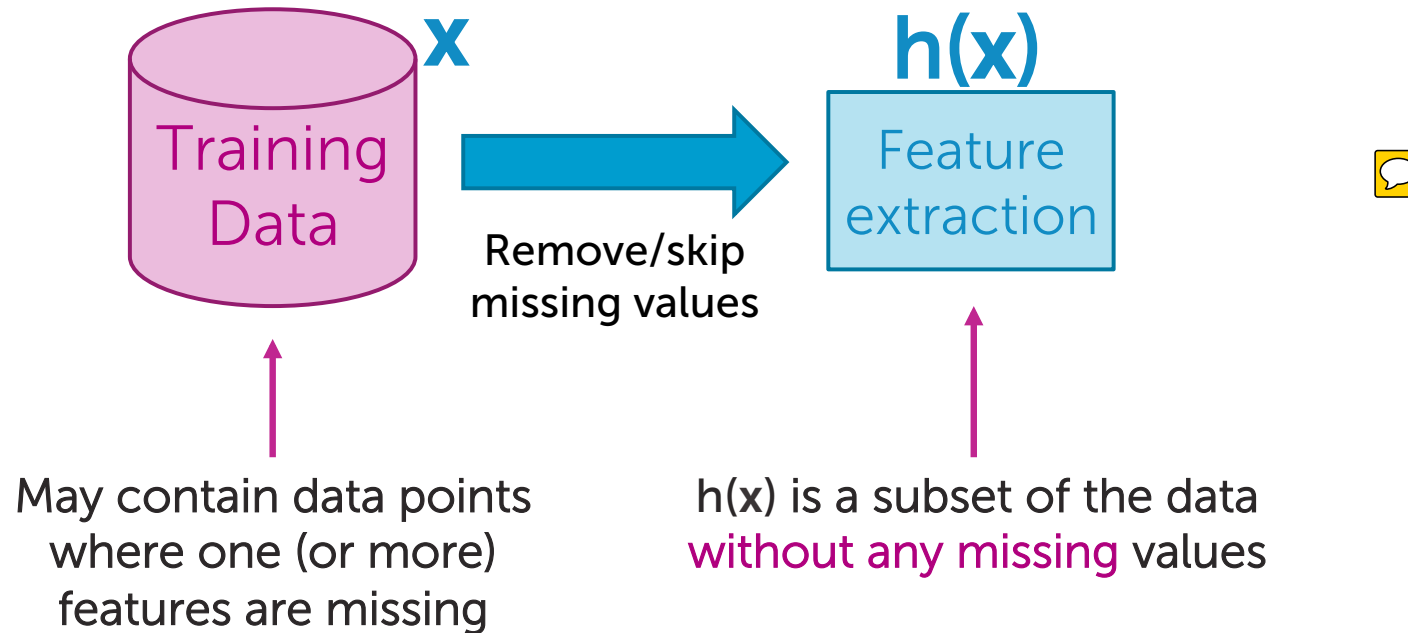 x
Training
Data
Remove/skip
missing values
h(x)
Feature
extraction
May contain data points
where one (or more)
features are missing
h(x) is a subset of the data
without any missing values